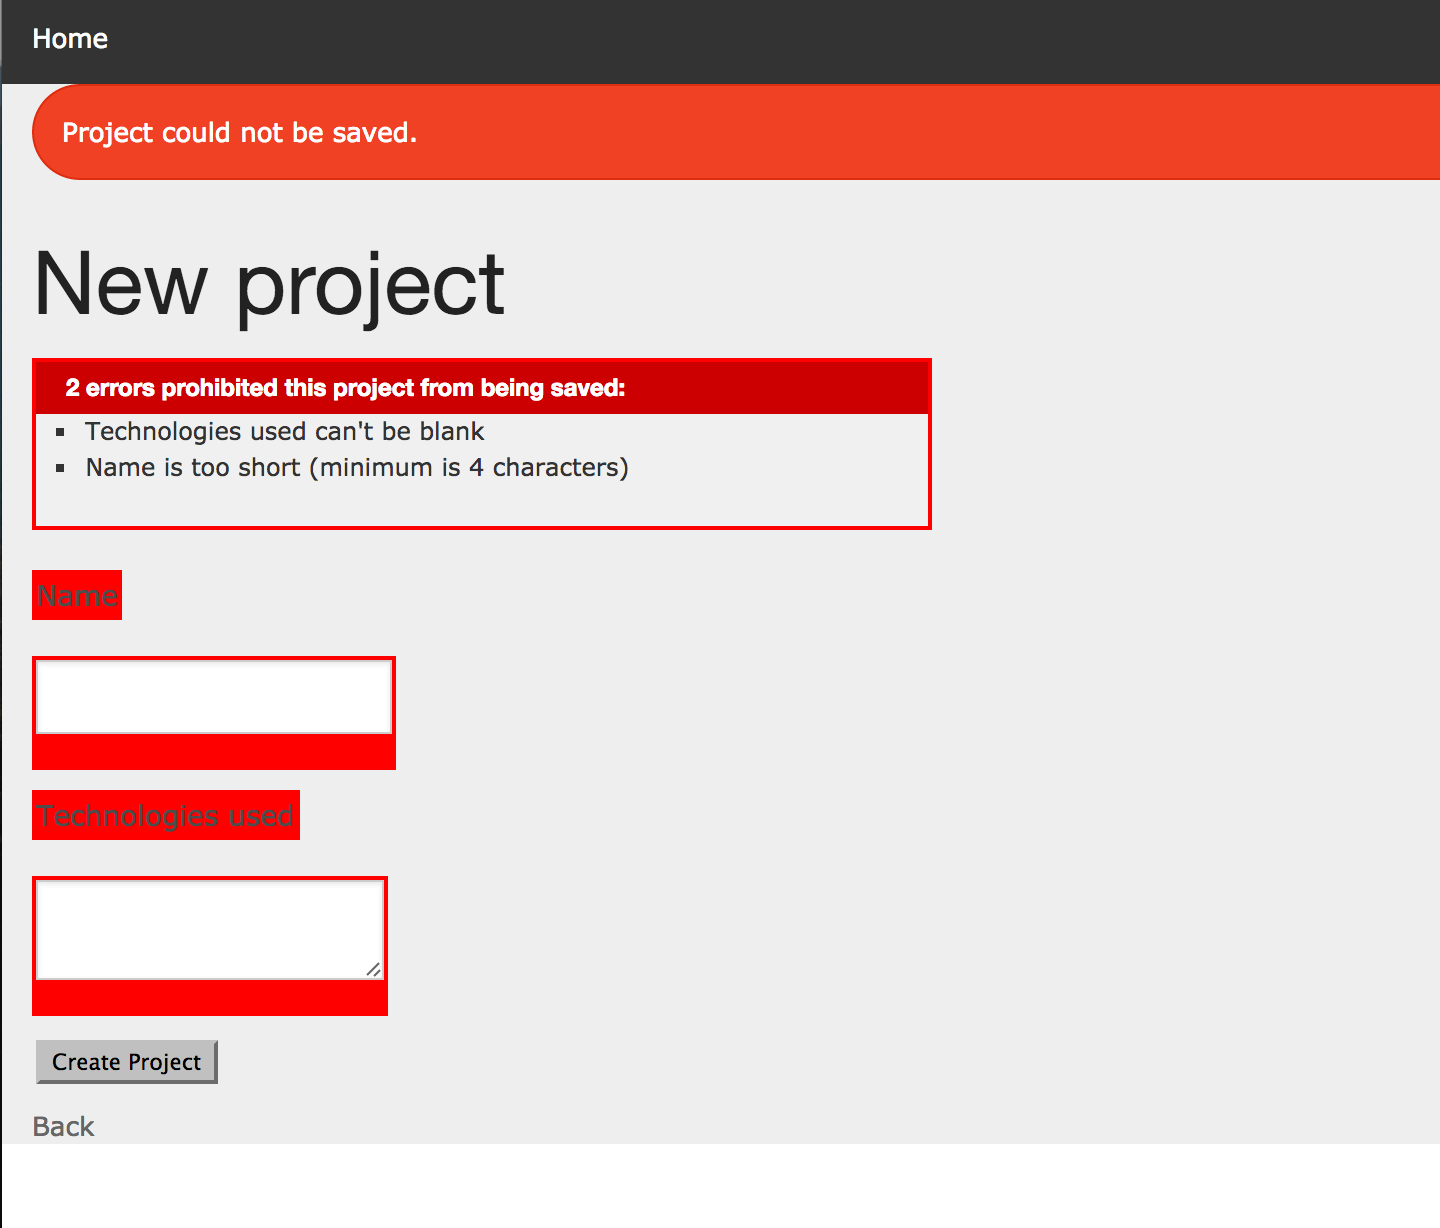 Home
Project could not be saved.
New project
2 errors prohibited this project from being saved:
Technologies used can't be blank
Name is too short (minimum is 4 characters)
Name
Technologies used
Create Project
Back